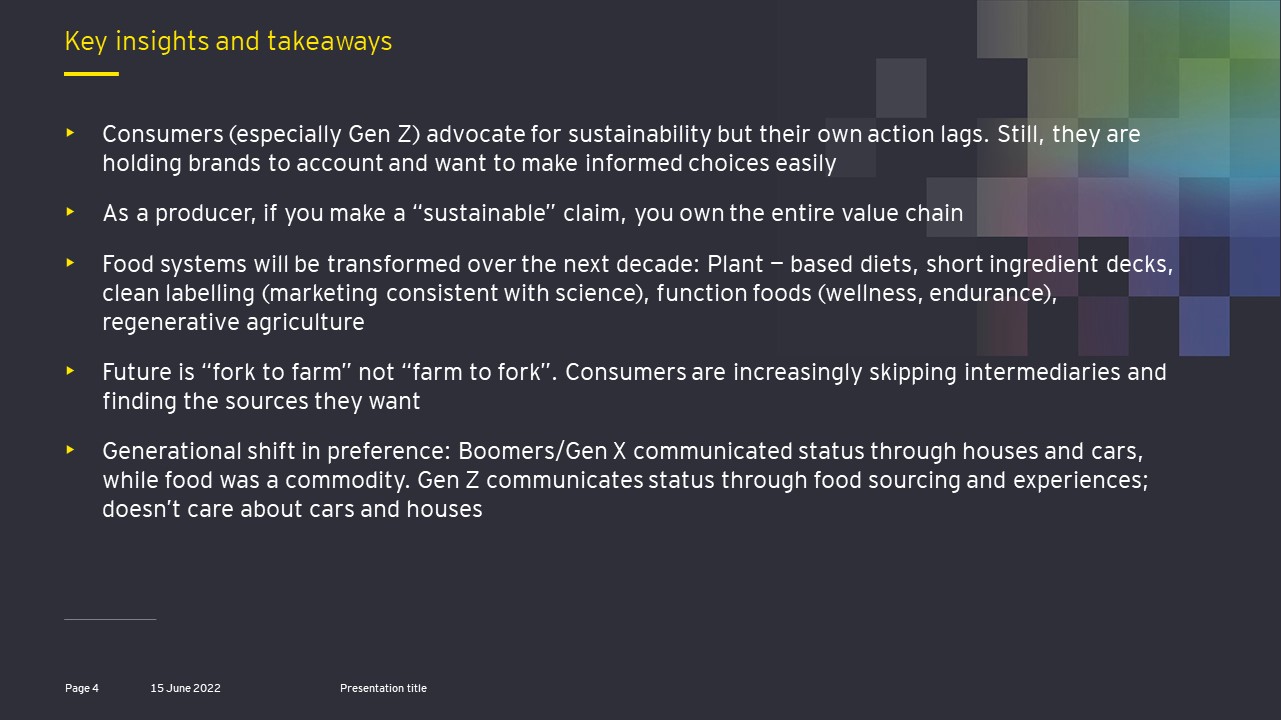 Key insights and takeaways
Consumers (especially Gen Z) advocate for sustainability but their own action lags. Still, they are
holding brands to account and want to make informed choices easily
As a producer, if you make a “sustainable” claim, you own the entire value chain
Food systems will be transformed over the next decade: Plant – based diets, short ingredient decks,
clean labelling (marketing consistent with science), function foods (wellness, endurance),
regenerative agriculture
Future is “fork to farm” not “farm to fork”. Consumers are increasingly skipping intermediaries and
finding the sources they want
Generational shift in preference: Boomers/Gen X communicated status through houses and cars,
while food was a commodity. Gen Z communicates status through food sourcing and experiences;
doesn’t care about cars and houses
Page 4 15 June 2022 Presentation title